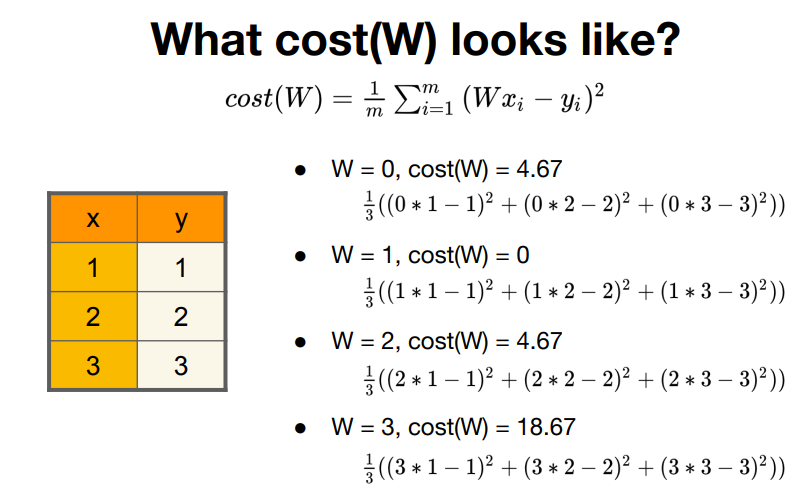 What cost(W) looks like?
cost(W) = \frac{1}{m} \sum_{i=1}^{m} (Wx_i - y_i)^2
x y
1 1
2 2
3 3
● W = 0, cost(W) = 4.67
\frac{1}{3}((0 * 1 - 1)^2 + (0 * 2 - 2)^2 + (0 * 3 - 3)^2))
● W = 1, cost(W) = 0
\frac{1}{3}((1 * 1 - 1)^2 + (1 * 2 - 2)^2 + (1 * 3 - 3)^2))
● W = 2, cost(W) = 4.67
\frac{1}{3}((2 * 1 - 1)^2 + (2 * 2 - 2)^2 + (2 * 3 - 3)^2))
● W = 3, cost(W) = 18.67
\frac{1}{3}((3 * 1 - 1)^2 + (3 * 2 - 2)^2 + (3 * 3 - 3)^2))